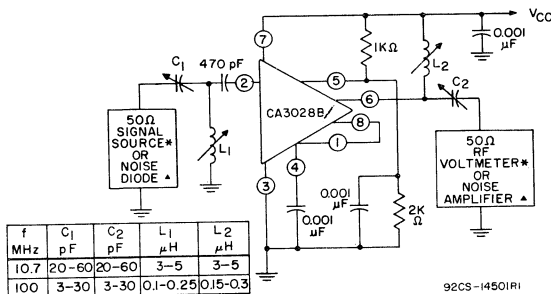 V_CC
7
1KΩ
0.001
μF
L2
C1
470 pF
2
5
C2
6
CA3028B
8
1
50Ω
SIGNAL
SOURCE*
OR
NOISE
DIODE ▲
L1
4
3
50Ω
RF
VOLTMETER*
OR
NOISE
AMPLIFIER ▲
0.001
μF
0.001
μF
2K
Ω
f MHz C1 pF C2 pF L1 μH L2 μH
10.7 20-60 20-60 3-5 3-5
100 3-30 3-30 0.1-0.25 0.15-0.3
92CS-14501R1